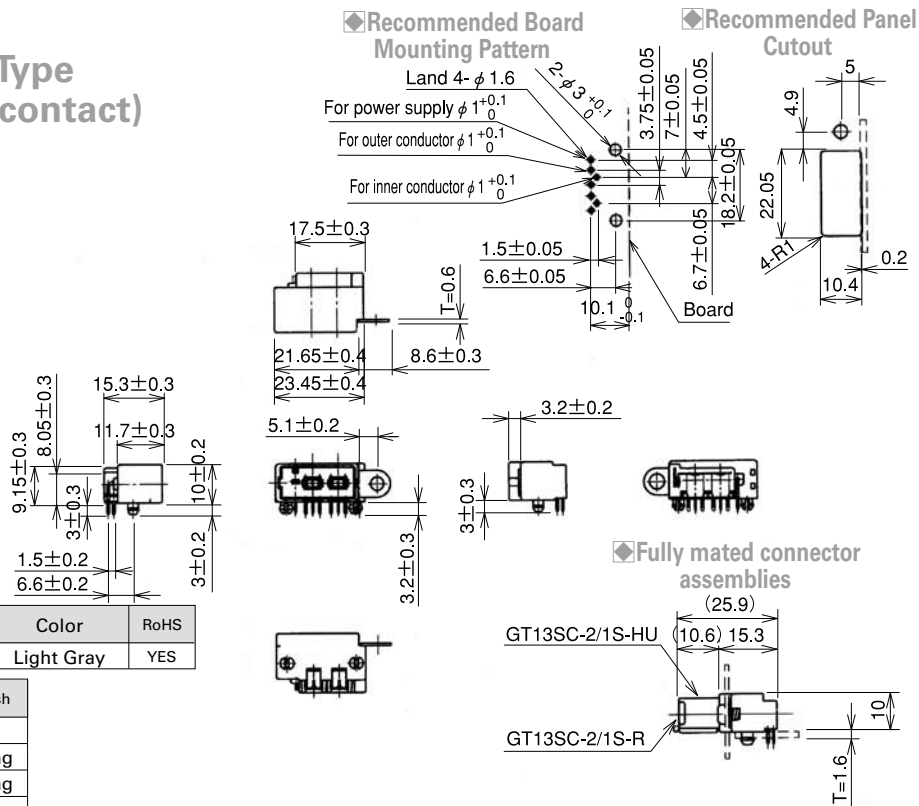 Type
contact)
◆Recommended Board
Mounting Pattern
Land 4- φ1.6
For power supply φ1 +0.1 0
For outer conductor φ1 +0.1 0
For inner conductor φ1 +0.1 0
2-φ3 +0.1 0
3.75±0.05
7±0.05
4.5±0.05
18.2±0.05
6.7±0.05
1.5±0.05
6.6±0.05
10.1 0 -0.1
Board
◆Recommended Panel
Cutout
5
4.9
22.05
4-R1
10.4
0.2
17.5±0.3
T=0.6
21.65±0.4
8.6±0.3
23.45±0.4
15.3±0.3
11.7±0.3
8.05±0.3
9.15±0.3
3±0.3
10±0.2
3±0.2
1.5±0.2
6.6±0.2
5.1±0.2
3.2±0.3
3.2±0.2
3±0.3
Color RoHS
Light Gray YES
◆Fully mated connector
assemblies
(25.9)
GT13SC-2/1S-HU
(10.6) 15.3
GT13SC-2/1S-R
10
T=1.6